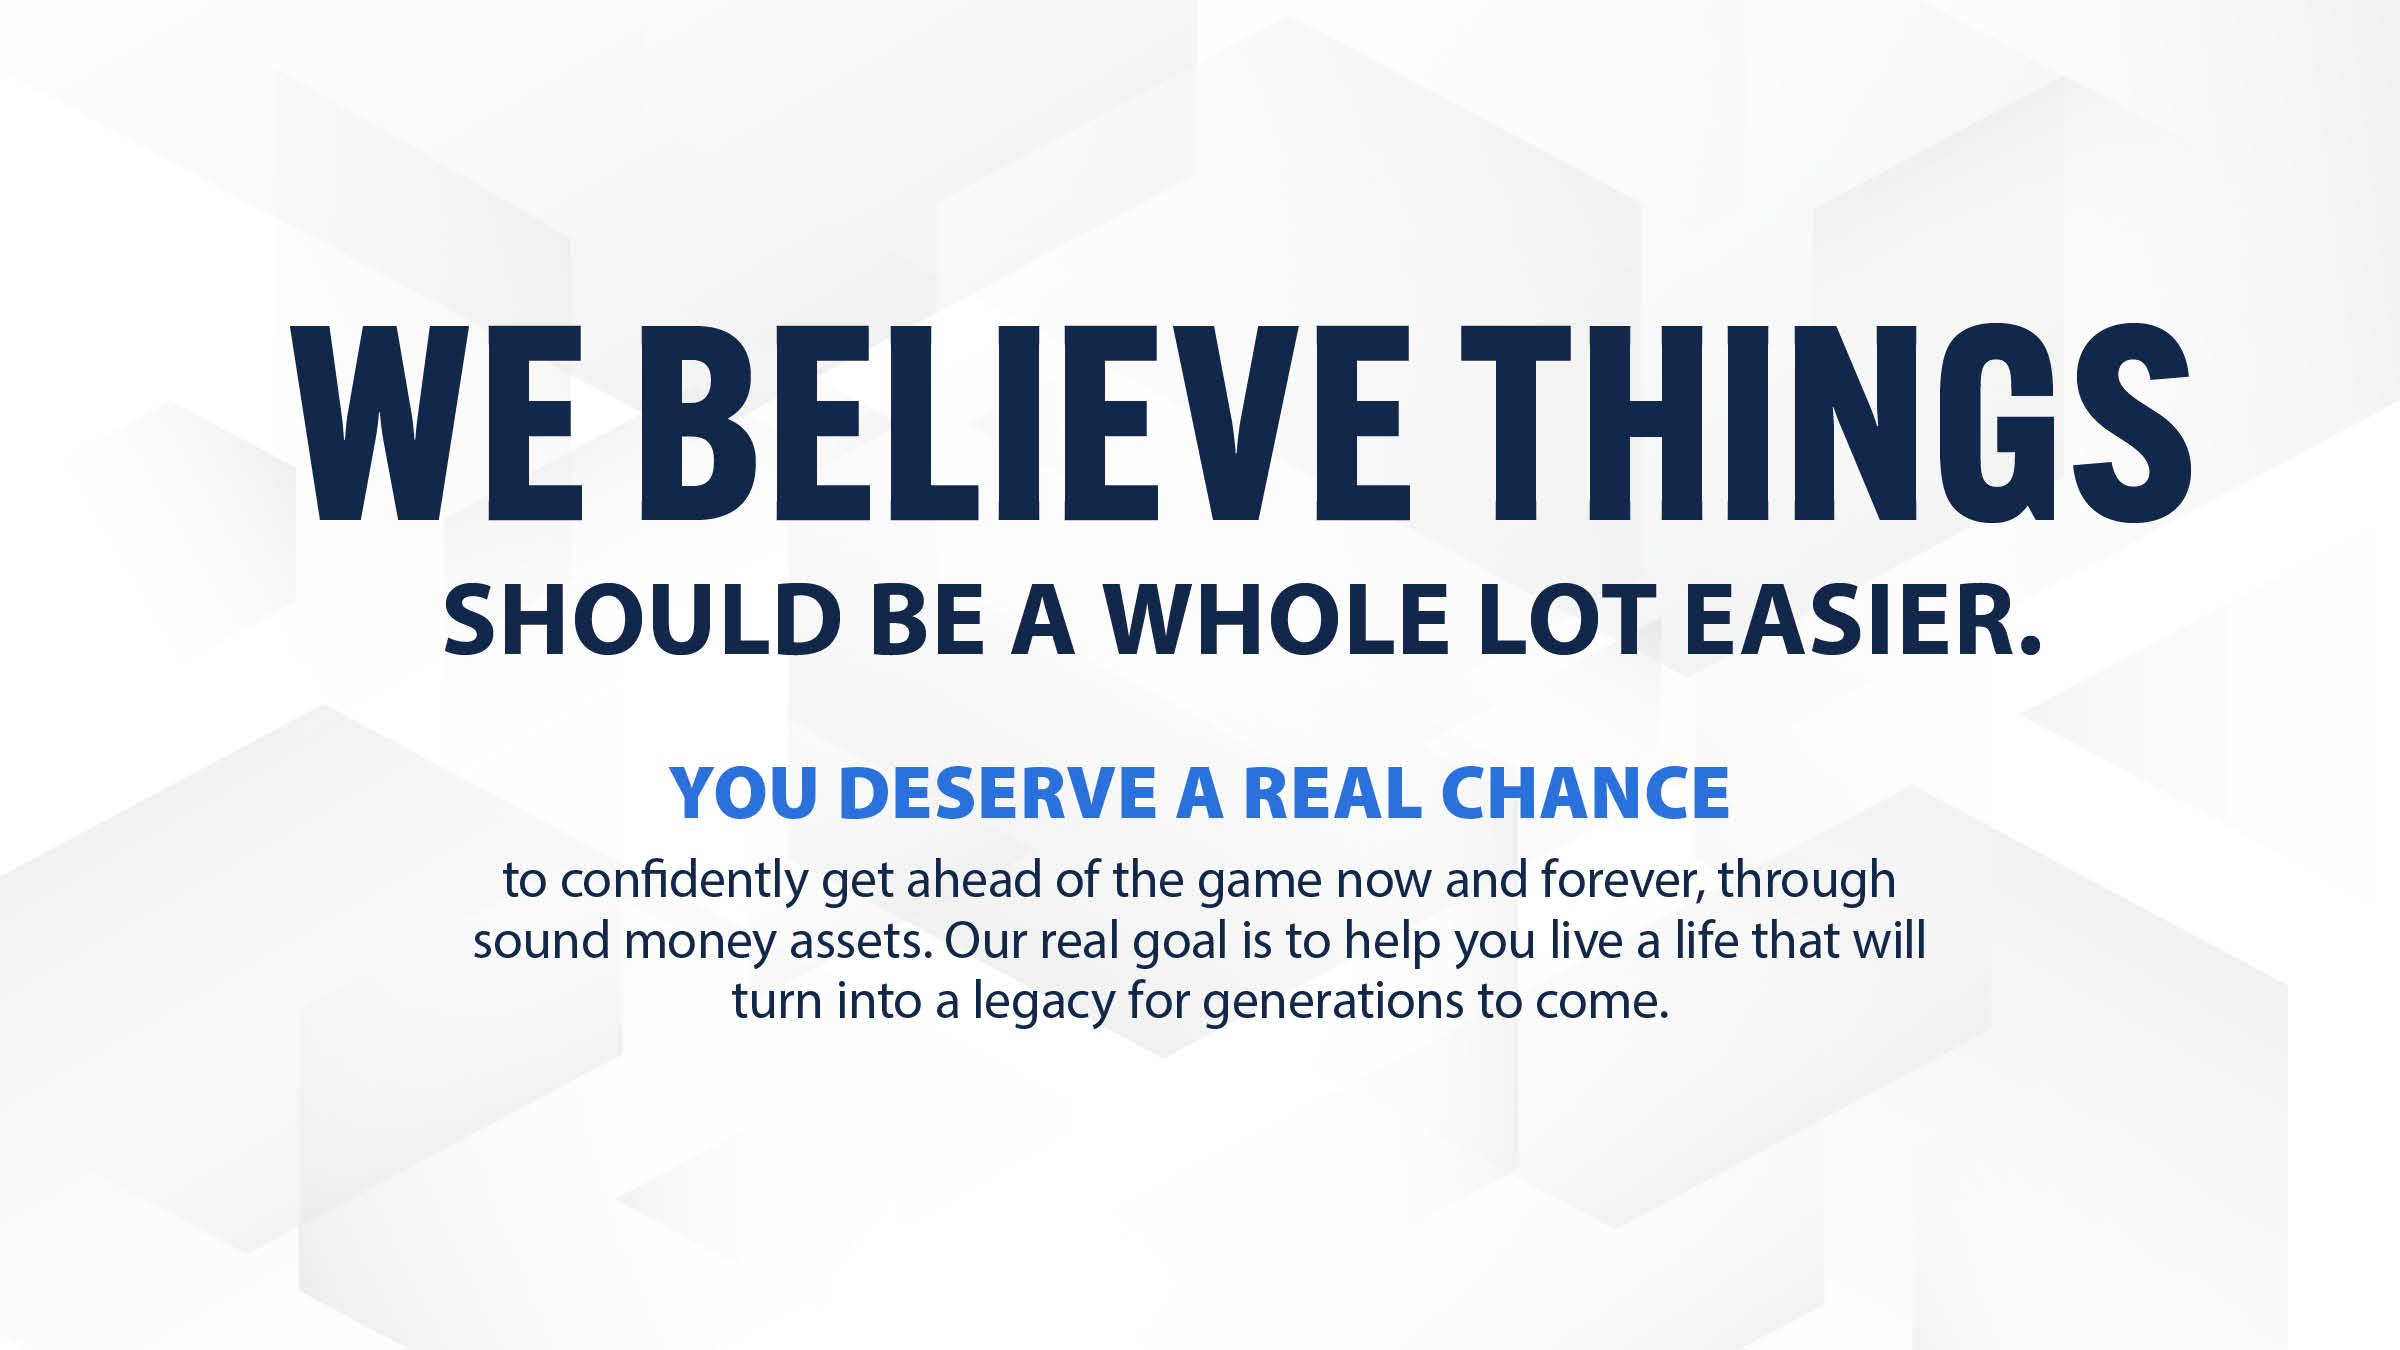 WE BELIEVE THINGS
SHOULD BE A WHOLE LOT EASIER.
YOU DESERVE A REAL CHANCE
to confidently get ahead of the game now and forever, through
sound money assets. Our real goal is to help you live a life that will
turn into a legacy for generations to come.